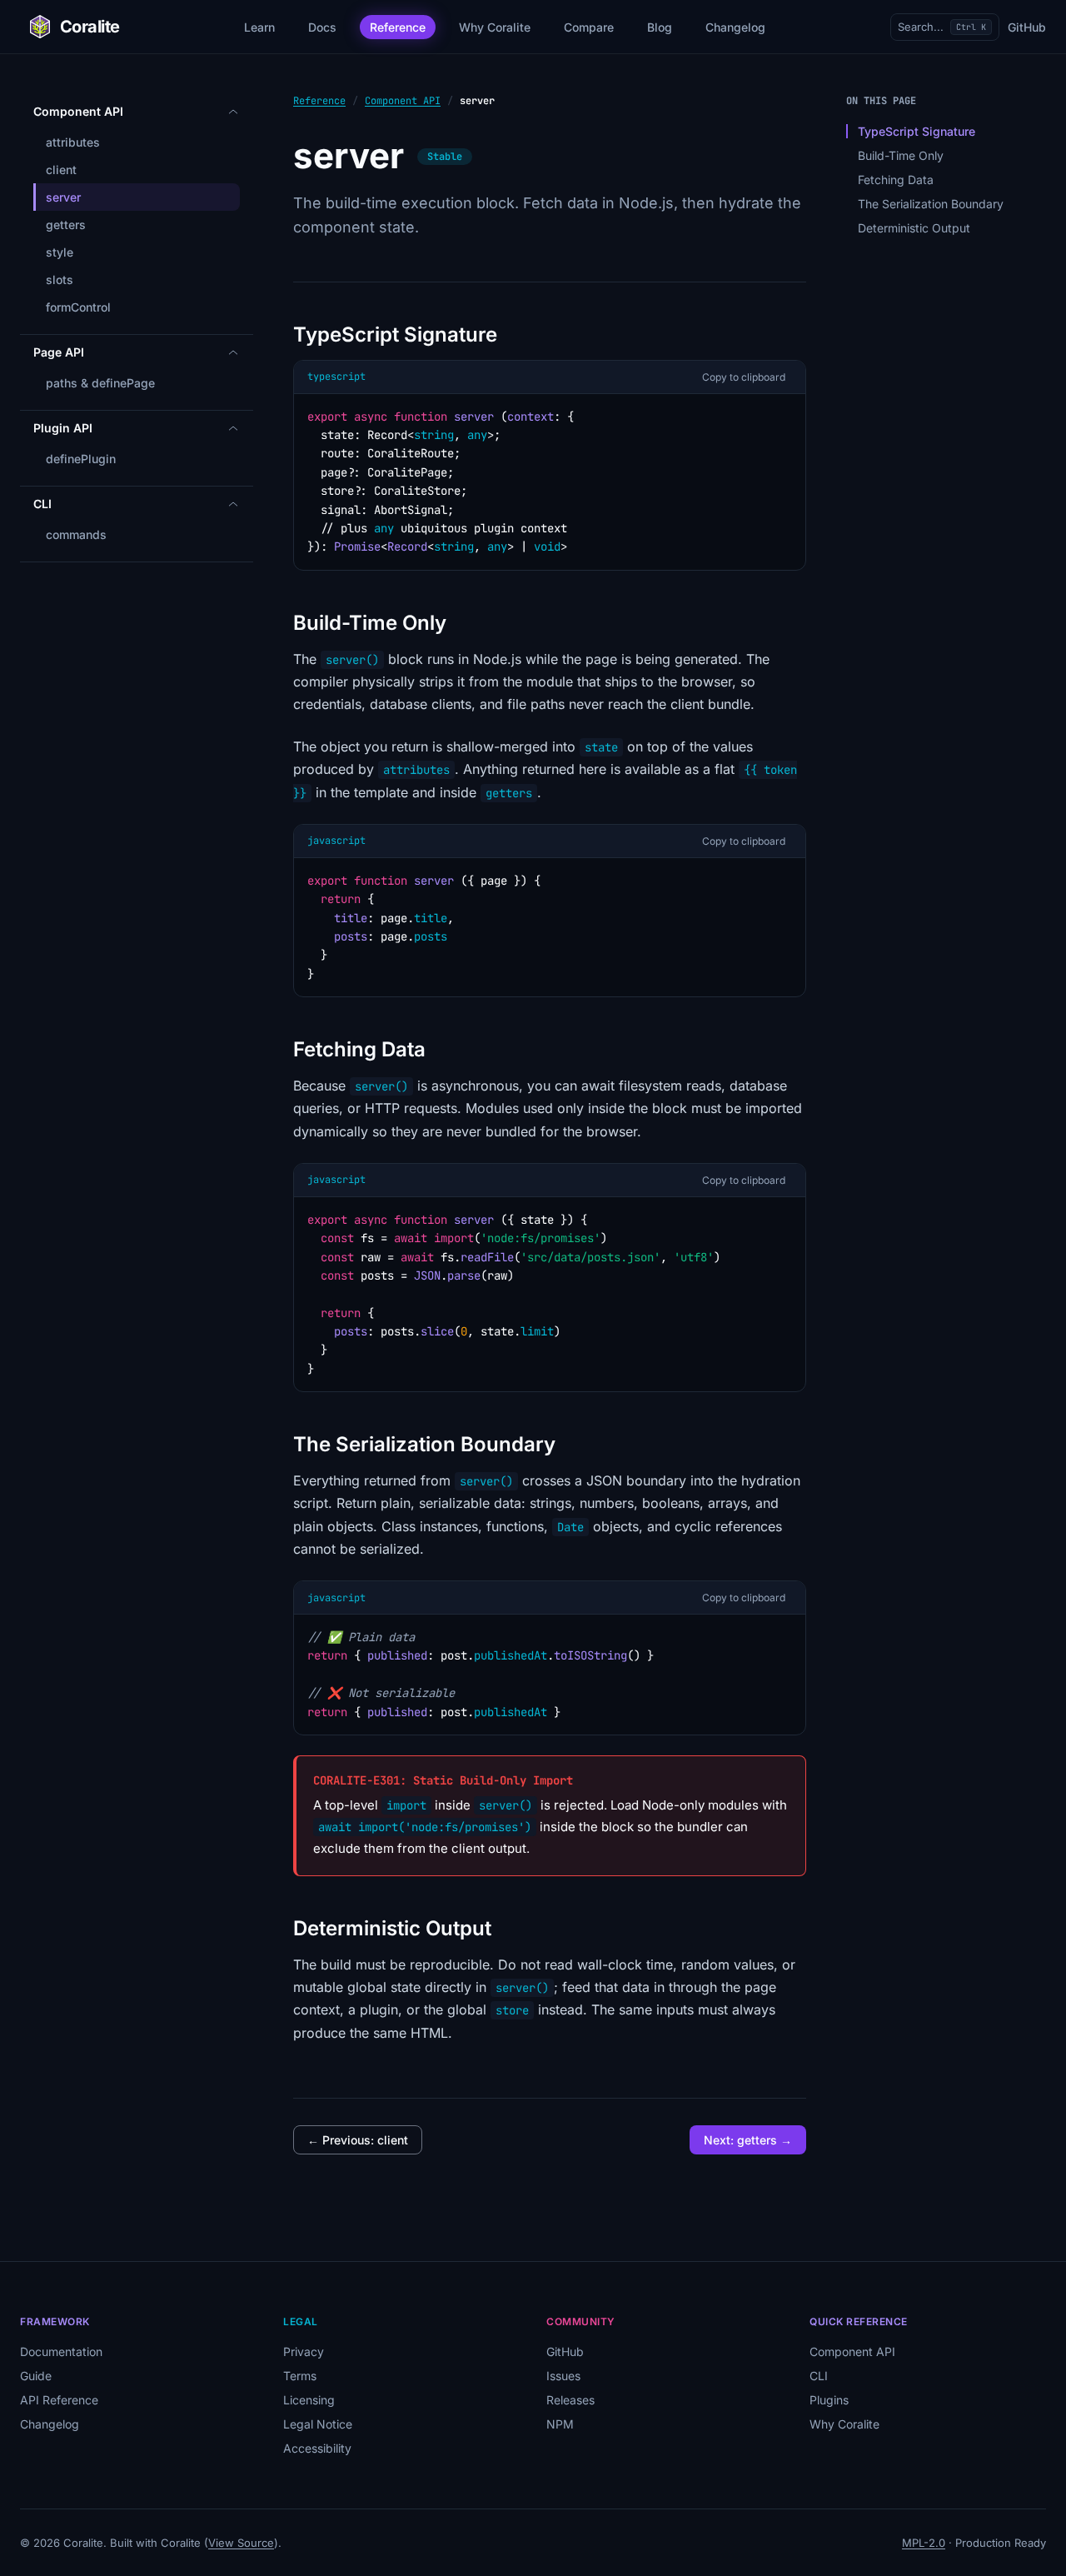 Coralite
Learn
Docs
Reference
Why Coralite
Compare
Blog
Changelog
Search... Ctrl K
GitHub
Component API
attributes
client
server
getters
style
slots
formControl
Page API
paths & definePage
Plugin API
definePlugin
CLI
commands
Reference / Component API / server
server Stable
The build-time execution block. Fetch data in Node.js, then hydrate the
component state.
TypeScript Signature
typescript
Copy to clipboard
export async function server (context: {
  state: Record<string, any>;
  route: CoraliteRoute;
  page?: CoralitePage;
  store?: CoraliteStore;
  signal: AbortSignal;
  // plus any ubiquitous plugin context
}): Promise<Record<string, any> | void>
Build-Time Only
The server() block runs in Node.js while the page is being generated. The
compiler physically strips it from the module that ships to the browser, so
credentials, database clients, and file paths never reach the client bundle.
The object you return is shallow-merged into state on top of the values
produced by attributes. Anything returned here is available as a flat {{ token
}} in the template and inside getters.
javascript
Copy to clipboard
export function server ({ page }) {
  return {
    title: page.title,
    posts: page.posts
  }
}
Fetching Data
Because server() is asynchronous, you can await filesystem reads, database
queries, or HTTP requests. Modules used only inside the block must be imported
dynamically so they are never bundled for the browser.
javascript
Copy to clipboard
export async function server ({ state }) {
  const fs = await import('node:fs/promises')
  const raw = await fs.readFile('src/data/posts.json', 'utf8')
  const posts = JSON.parse(raw)
  return {
    posts: posts.slice(0, state.limit)
  }
}
The Serialization Boundary
Everything returned from server() crosses a JSON boundary into the hydration
script. Return plain, serializable data: strings, numbers, booleans, arrays, and
plain objects. Class instances, functions, Date objects, and cyclic references
cannot be serialized.
javascript
Copy to clipboard
// ✅ Plain data
return { published: post.publishedAt.toISOString() }
// ❌ Not serializable
return { published: post.publishedAt }
CORALITE-E301: Static Build-Only Import
A top-level import inside server() is rejected. Load Node-only modules with
await import('node:fs/promises') inside the block so the bundler can
exclude them from the client output.
Deterministic Output
The build must be reproducible. Do not read wall-clock time, random values, or
mutable global state directly in server(); feed that data in through the page
context, a plugin, or the global store instead. The same inputs must always
produce the same HTML.
← Previous: client
Next: getters →
ON THIS PAGE
TypeScript Signature
Build-Time Only
Fetching Data
The Serialization Boundary
Deterministic Output
FRAMEWORK
Documentation
Guide
API Reference
Changelog
LEGAL
Privacy
Terms
Licensing
Legal Notice
Accessibility
COMMUNITY
GitHub
Issues
Releases
NPM
QUICK REFERENCE
Component API
CLI
Plugins
Why Coralite
© 2026 Coralite. Built with Coralite (View Source).
MPL-2.0 · Production Ready